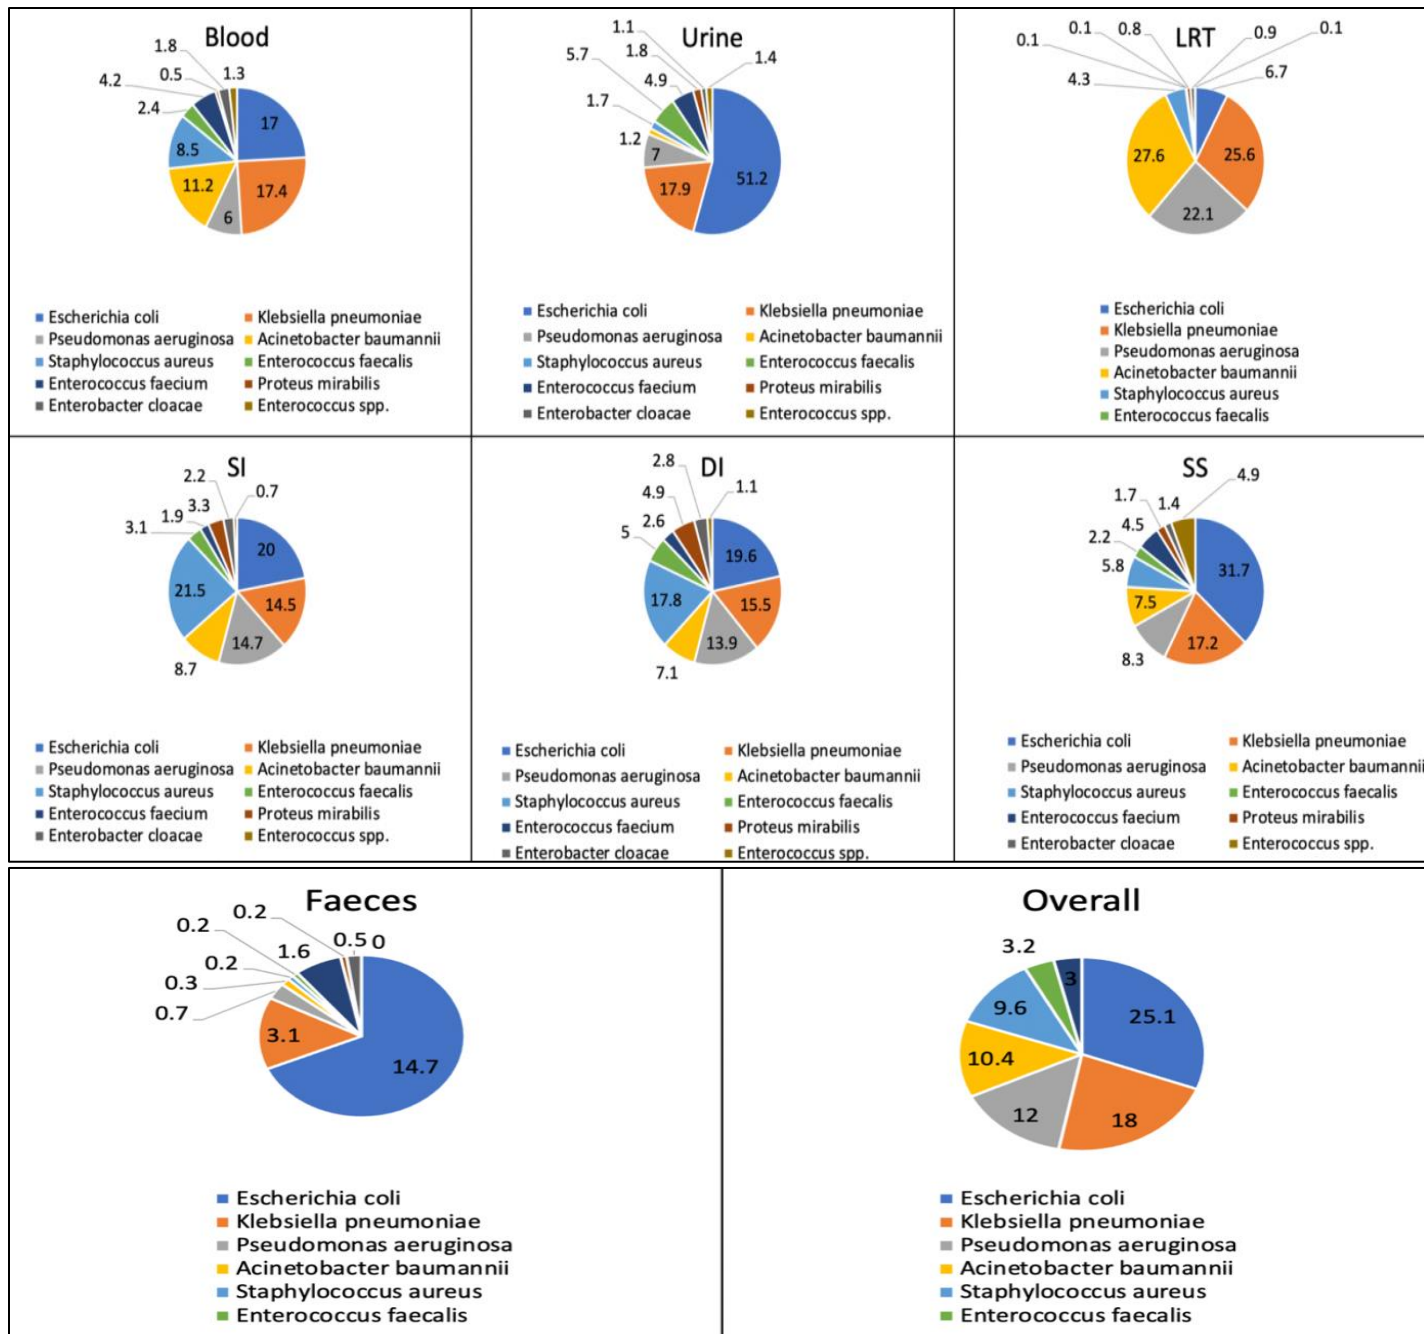 Blood
1.8
1.3
0.5
4.2
2.4
17
8.5
11.2
17.4
6
Escherichia coli
Klebsiella pneumoniae
Pseudomonas aeruginosa
Acinetobacter baumannii
Staphylococcus aureus
Enterococcus faecalis
Enterococcus faecium
Proteus mirabilis
Enterobacter cloacae
Enterococcus spp.
Urine
1.1
1.8
1.4
5.7
4.9
1.7
1.2
7
51.2
17.9
Escherichia coli
Klebsiella pneumoniae
Pseudomonas aeruginosa
Acinetobacter baumannii
Staphylococcus aureus
Enterococcus faecalis
Enterococcus faecium
Proteus mirabilis
Enterobacter cloacae
Enterococcus spp.
LRT
0.1
0.1
0.8
0.9
0.1
4.3
6.7
27.6
25.6
22.1
Escherichia coli
Klebsiella pneumoniae
Pseudomonas aeruginosa
Acinetobacter baumannii
Staphylococcus aureus
Enterococcus faecalis
SI
2.2
0.7
3.3
1.9
3.1
20
21.5
14.5
14.7
8.7
Escherichia coli
Klebsiella pneumoniae
Pseudomonas aeruginosa
Acinetobacter baumannii
Staphylococcus aureus
Enterococcus faecalis
Enterococcus faecium
Proteus mirabilis
Enterobacter cloacae
Enterococcus spp.
DI
2.8
1.1
4.9
2.6
5
19.6
17.8
15.5
13.9
7.1
Escherichia coli
Klebsiella pneumoniae
Pseudomonas aeruginosa
Acinetobacter baumannii
Staphylococcus aureus
Enterococcus faecalis
Enterococcus faecium
Proteus mirabilis
Enterobacter cloacae
Enterococcus spp.
SS
4.9
1.7
1.4
4.5
2.2
5.8
31.7
7.5
17.2
8.3
Escherichia coli
Klebsiella pneumoniae
Pseudomonas aeruginosa
Acinetobacter baumannii
Staphylococcus aureus
Enterococcus faecalis
Enterococcus faecium
Proteus mirabilis
Enterobacter cloacae
Enterococcus spp.
Faeces
0.2
0.2
0.5
0
1.6
0.2
0.3
0.7
3.1
14.7
Escherichia coli
Klebsiella pneumoniae
Pseudomonas aeruginosa
Acinetobacter baumannii
Staphylococcus aureus
Enterococcus faecalis
Overall
3.2
3
9.6
25.1
10.4
12
18
Escherichia coli
Klebsiella pneumoniae
Pseudomonas aeruginosa
Acinetobacter baumannii
Staphylococcus aureus
Enterococcus faecalis